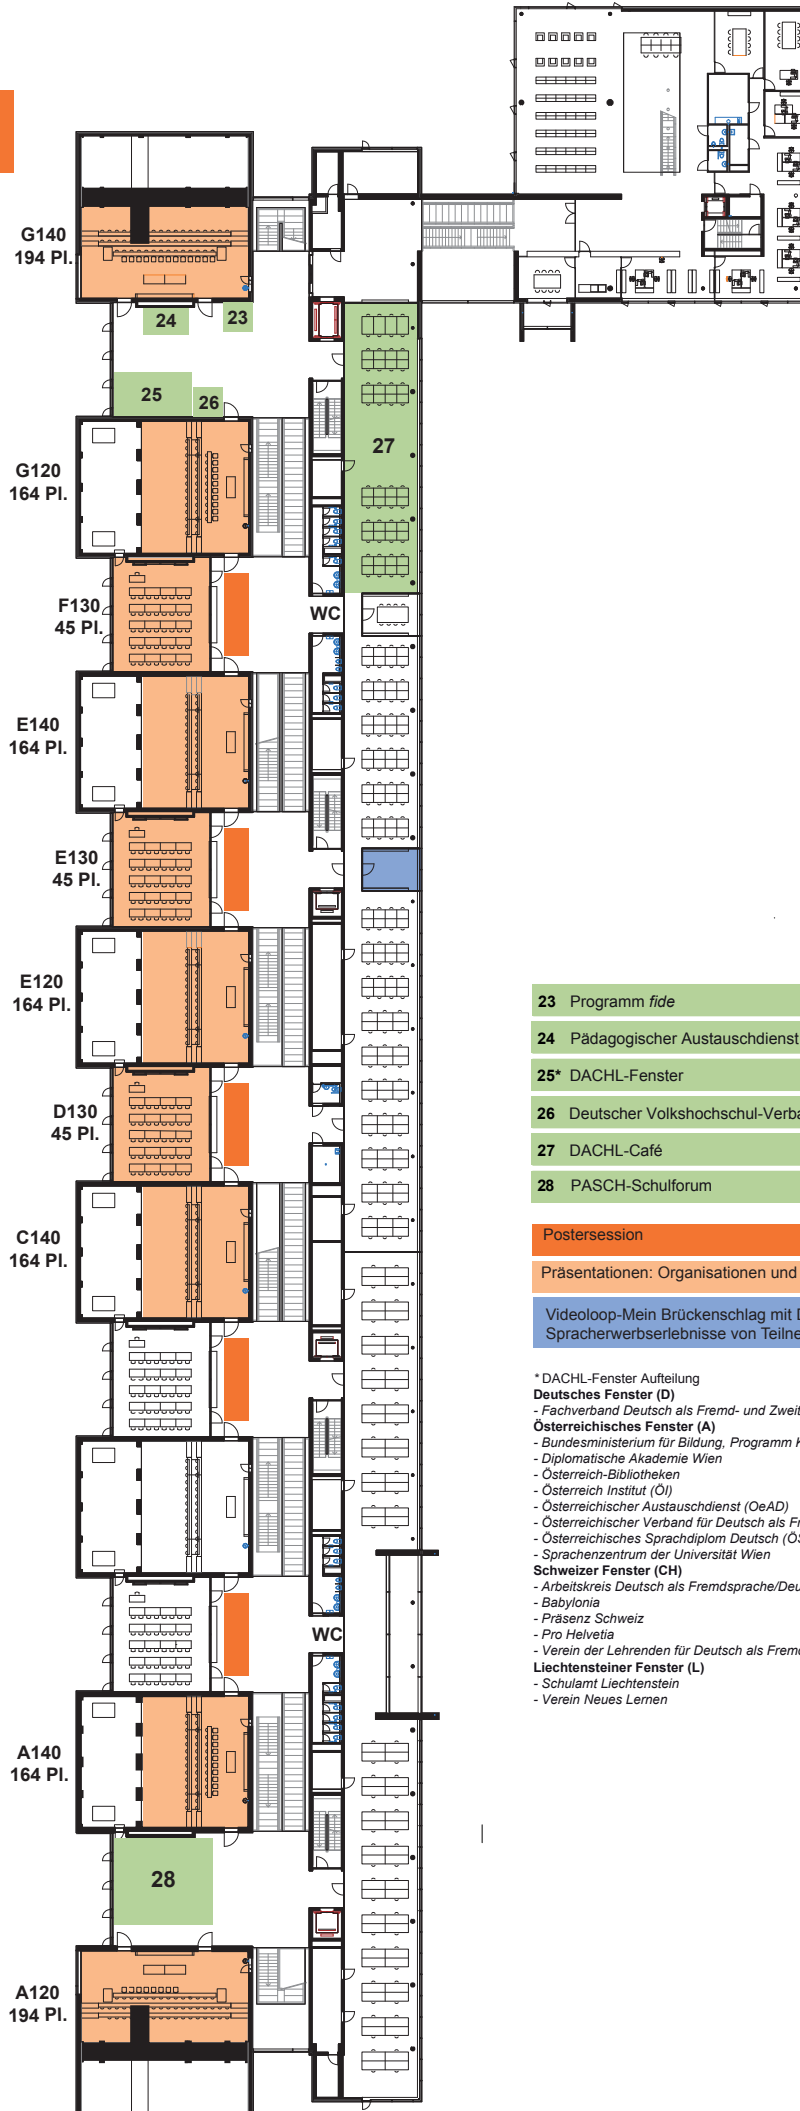 G140
194 Pl.
24
23
25
26
G120
164 Pl.
27
F130
45 Pl.
WC
E140
164 Pl.
E130
45 Pl.
E120
164 Pl.
D130
45 Pl.
C140
164 Pl.
WC
A140
164 Pl.
28
A120
194 Pl.
23 Programm fide
24 Pädagogischer Austauschdienst
25* DACHL-Fenster
26 Deutscher Volkshochschul-Verba
27 DACHL-Café
28 PASCH-Schulforum
Postersession
Präsentationen: Organisationen und
Videoloop-Mein Brückenschlag mit D
Spracherwerbserlebnisse von Teilne
* DACHL-Fenster Aufteilung
Deutsches Fenster (D)
- Fachverband Deutsch als Fremd- und Zweit
Österreichisches Fenster (A)
- Bundesministerium für Bildung, Programm K
- Diplomatische Akademie Wien
- Österreich-Bibliotheken
- Österreich Institut (ÖI)
- Österreichischer Austauschdienst (OeAD)
- Österreichischer Verband für Deutsch als Fr
- Österreichisches Sprachdiplom Deutsch (ÖS
- Sprachenzentrum der Universität Wien
Schweizer Fenster (CH)
- Arbeitskreis Deutsch als Fremdsprache/Deu
- Babylonia
- Präsenz Schweiz
- Pro Helvetia
- Verein der Lehrenden für Deutsch als Fremd
Liechtensteiner Fenster (L)
- Schulamt Liechtenstein
- Verein Neues Lernen